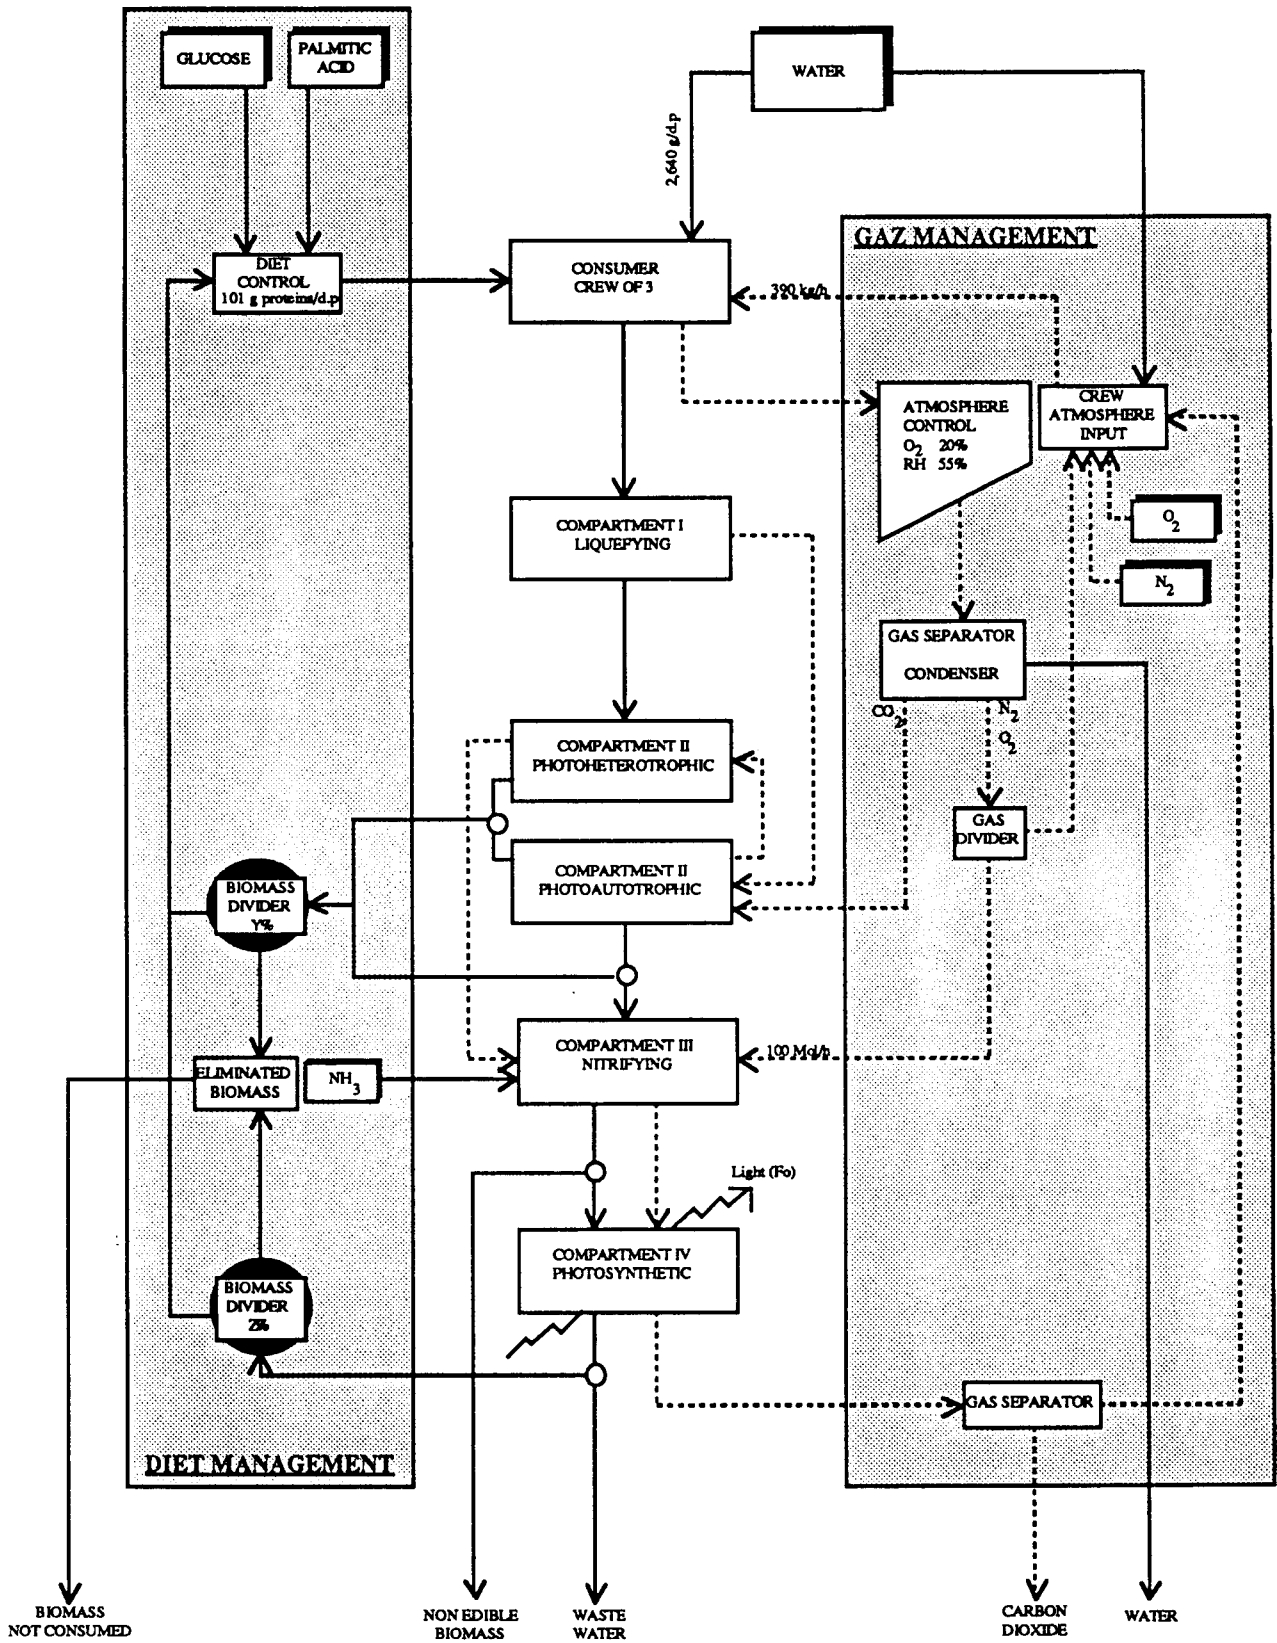 GLUCOSE
PALMITIC
ACID
WATER
2,640 g/d.p
GAZ MANAGEMENT
DIET
CONTROL
101 g proteins/d.p
CONSUMER
CREW OF 3
390 kg/h
ATMOSPHERE
CONTROL
O2 20%
RH 55%
CREW
ATMOSPHERE
INPUT
O2
N2
COMPARTMENT I
LIQUEFYING
GAS SEPARATOR
CONDENSER
CO2
N2
O2
COMPARTMENT II
PHOTOHETEROTROPHIC
GAS
DIVIDER
COMPARTMENT II
PHOTOAUTOTROPHIC
BIOMASS
DIVIDER
Y%
COMPARTMENT III
NITRIFYING
100 Mol/h
ELIMINATED
BIOMASS
NH3
Light (Fo)
COMPARTMENT IV
PHOTOSYNTHETIC
BIOMASS
DIVIDER
Z%
GAS SEPARATOR
DIET MANAGEMENT
BIOMASS
NOT CONSUMED
NON EDIBLE
BIOMASS
WASTE
WATER
CARBON
DIOXIDE
WATER